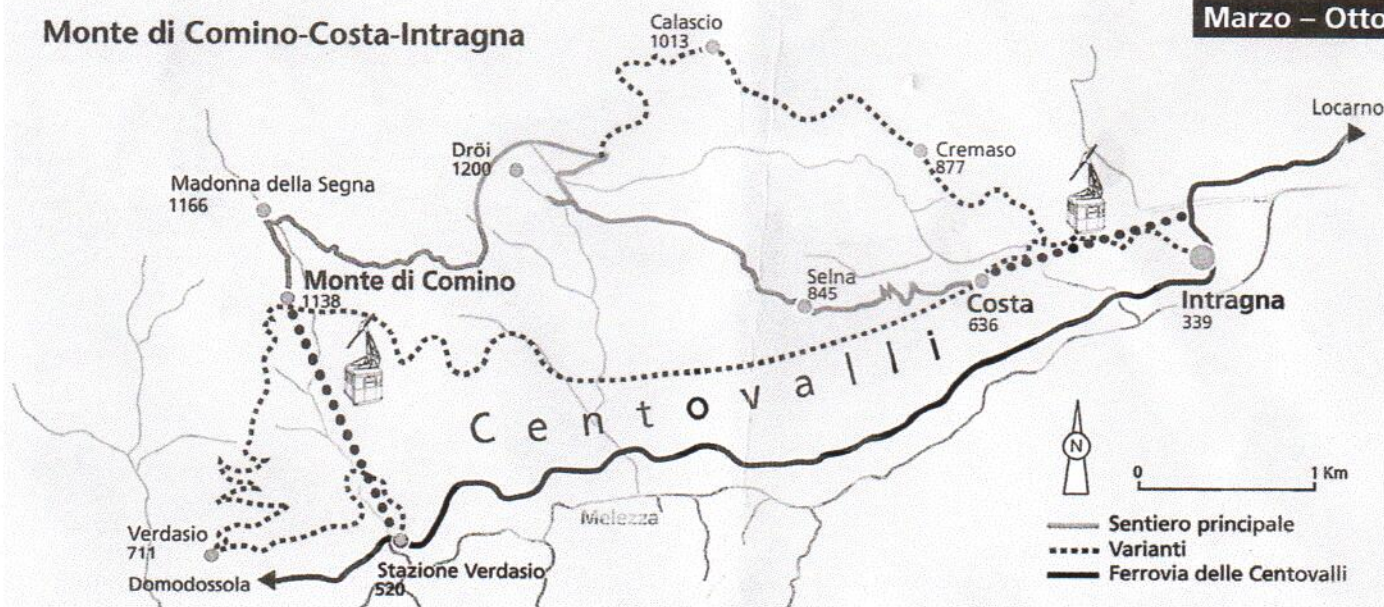 Monte di Comino-Costa-Intragna
Marzo – Otto
Calascio
1013
Locarno
Dröi
1200
Cremaso
877
Madonna della Segna
1166
Monte di Comino
1138
Selna
845
Costa
636
Intragna
339
Centovalli
N
0 1 Km
Melezza
Verdasio
711
Domodossola
Stazione Verdasio
520
Sentiero principale
Varianti
Ferrovia delle Centovalli